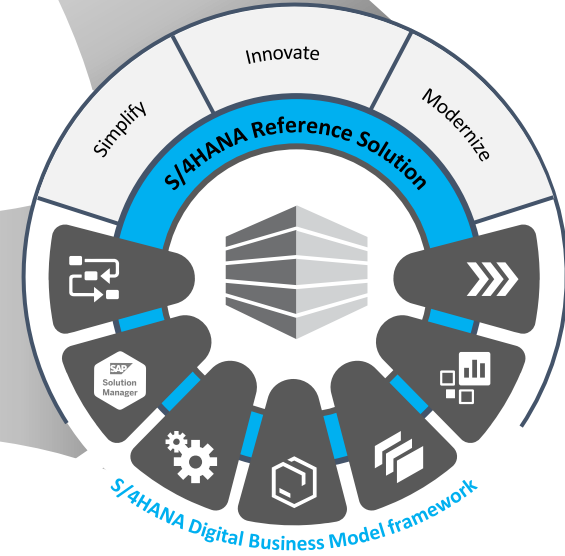 Simplify
Innovate
Modernize
S/4HANA Reference Solution
SAP
Solution
Manager
S/4HANA Digital Business Model framework